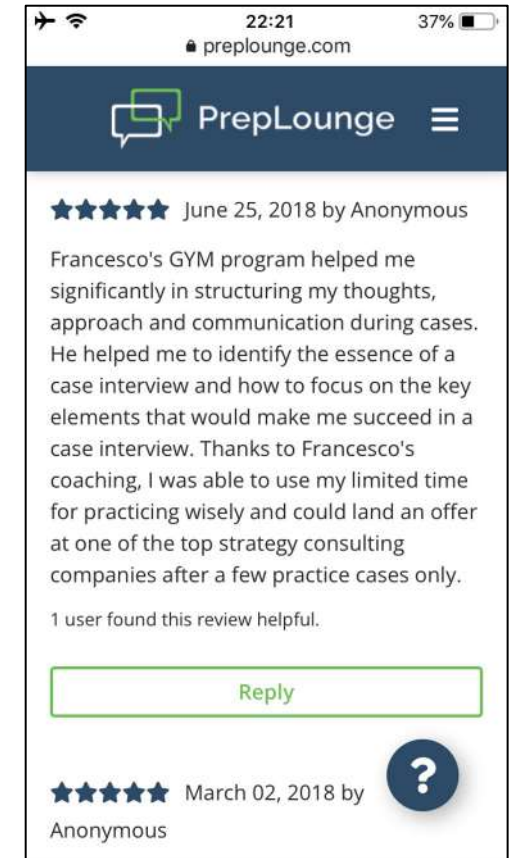 22:21
37%
preplounge.com
PrepLounge
June 25, 2018 by Anonymous
Francesco's GYM program helped me
significantly in structuring my thoughts,
approach and communication during cases.
He helped me to identify the essence of a
case interview and how to focus on the key
elements that would make me succeed in a
case interview. Thanks to Francesco's
coaching, I was able to use my limited time
for practicing wisely and could land an offer
at one of the top strategy consulting
companies after a few practice cases only.
1 user found this review helpful.
Reply
?
March 02, 2018 by
Anonymous